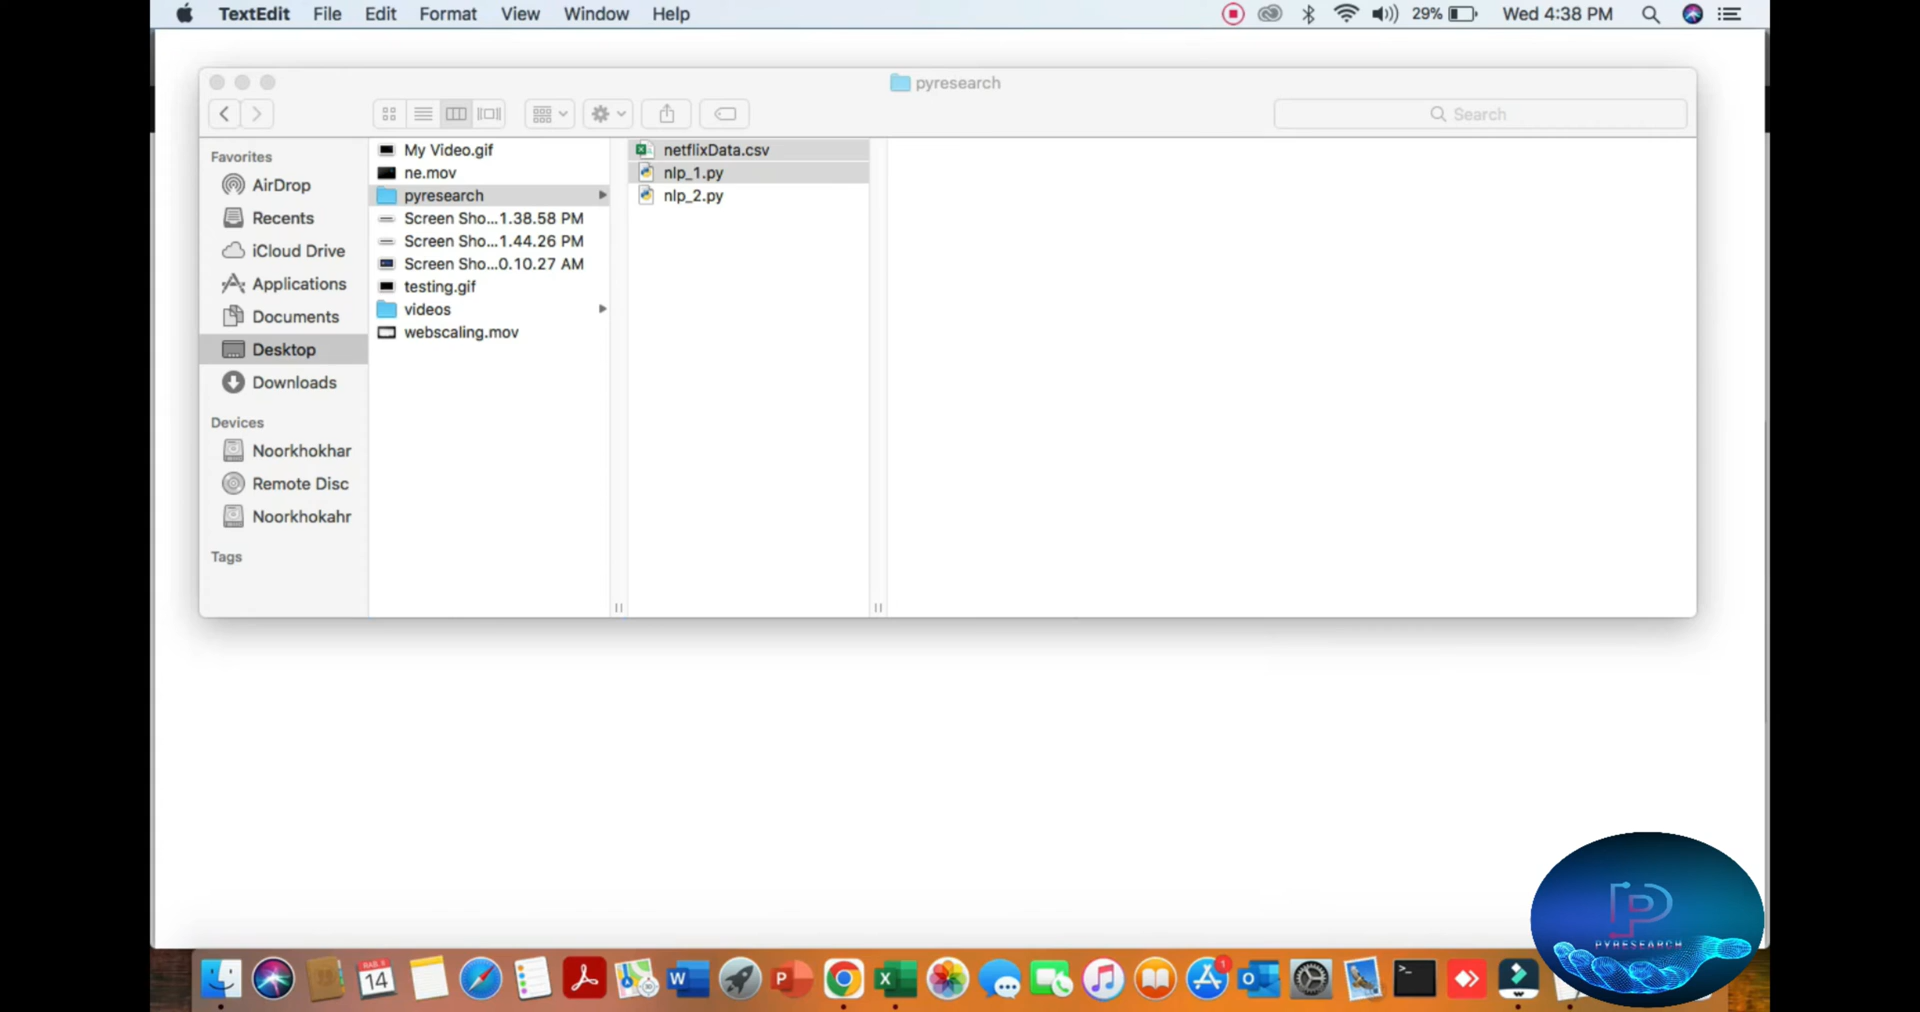 TextEdit File Edit Format View Window Help 29% Wed 4:38 PM
pyresearch
Search
Favorites
AirDrop
Recents
iCloud Drive
Applications
Documents
Desktop
Downloads
Devices
Noorkhokhar
Remote Disc
Noorkhokahr
Tags
My Video.gif
ne.mov
pyresearch
Screen Sho...1.38.58 PM
Screen Sho...1.44.26 PM
Screen Sho...0.10.27 AM
testing.gif
videos
webscaling.mov
netflixData.csv
nlp_1.py
nlp_2.py
PYRESEARCH
14
1